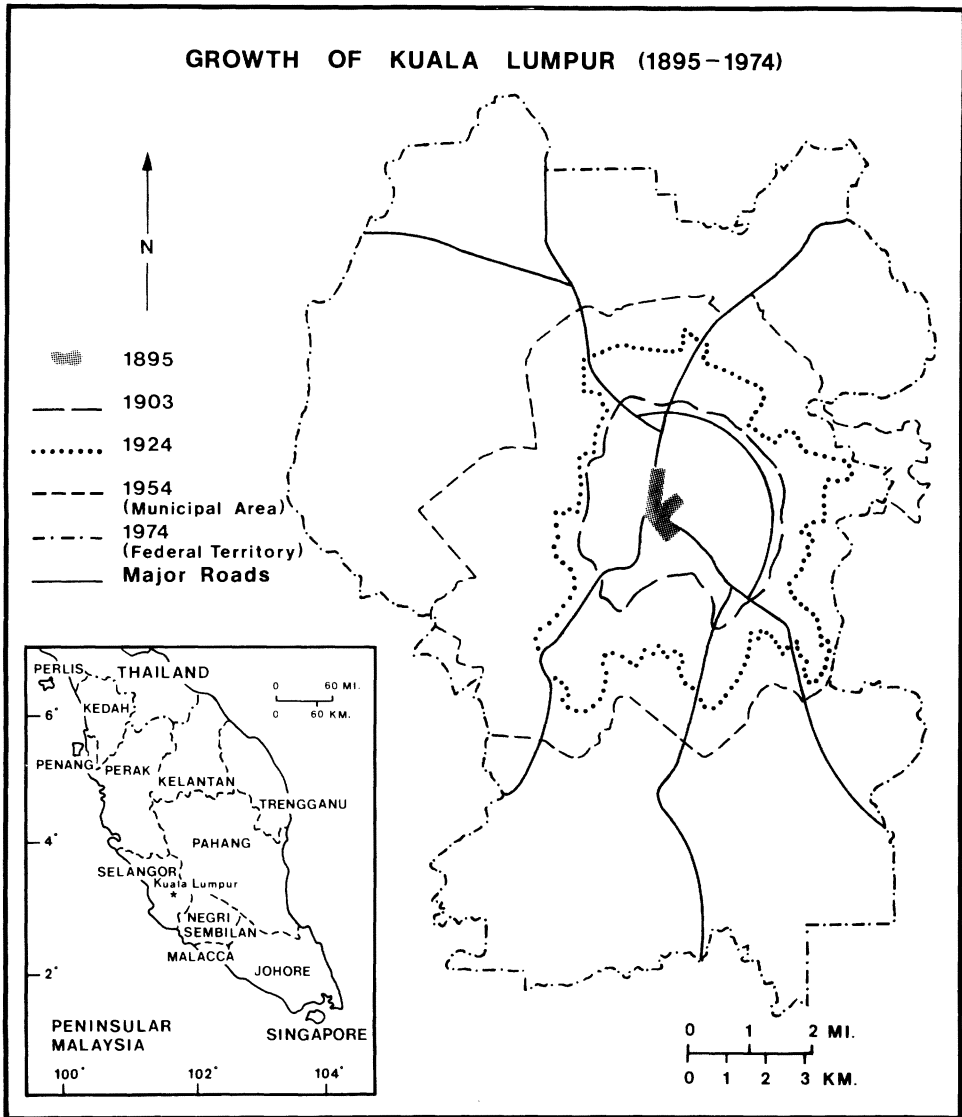 GROWTH OF KUALA LUMPUR (1895-1974)
N
1895
1903
1924
1954
(Municipal Area)
1974
(Federal Territory)
Major Roads
PERLIS
THAILAND
0 60 MI.
0 60 KM.
KEDAH
6°
PENANG
PERAK
KELANTAN
TRENGGANU
4°
PAHANG
SELANGOR
Kuala Lumpur
*
NEGRI
SEMBILAN
MALACCA
JOHORE
2°
SINGAPORE
PENINSULAR
MALAYSIA
100° 102° 104°
0 1 2 MI.
0 1 2 3 KM.